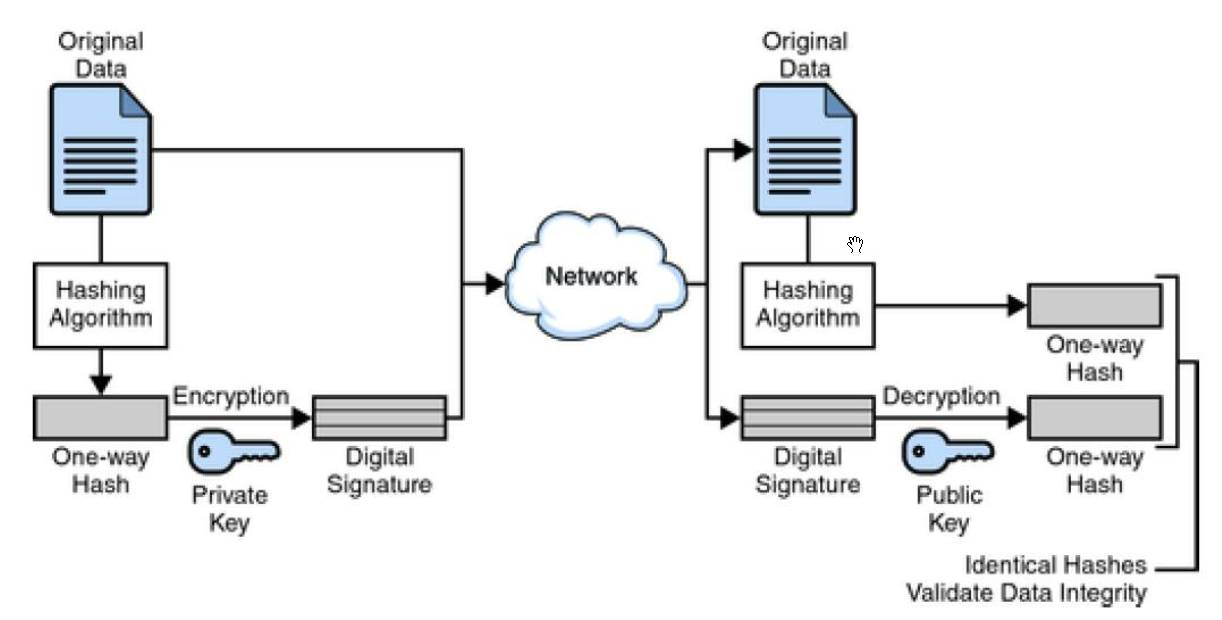 Original
Data
Hashing
Algorithm
One-way
Hash
Encryption
Private
Key
Digital
Signature
Network
Original
Data
Hashing
Algorithm
One-way
Hash
Digital
Signature
Decryption
Public
Key
One-way
Hash
Identical Hashes
Validate Data Integrity